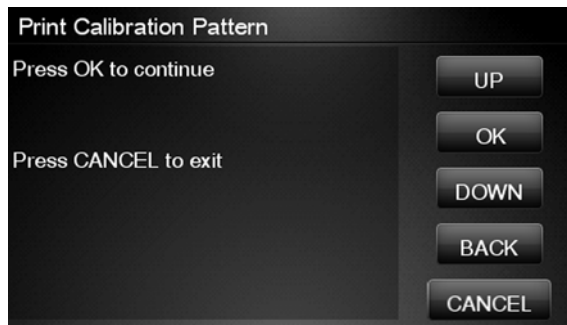 Print Calibration Pattern
Press OK to continue
Press CANCEL to exit
UP
OK
DOWN
BACK
CANCEL